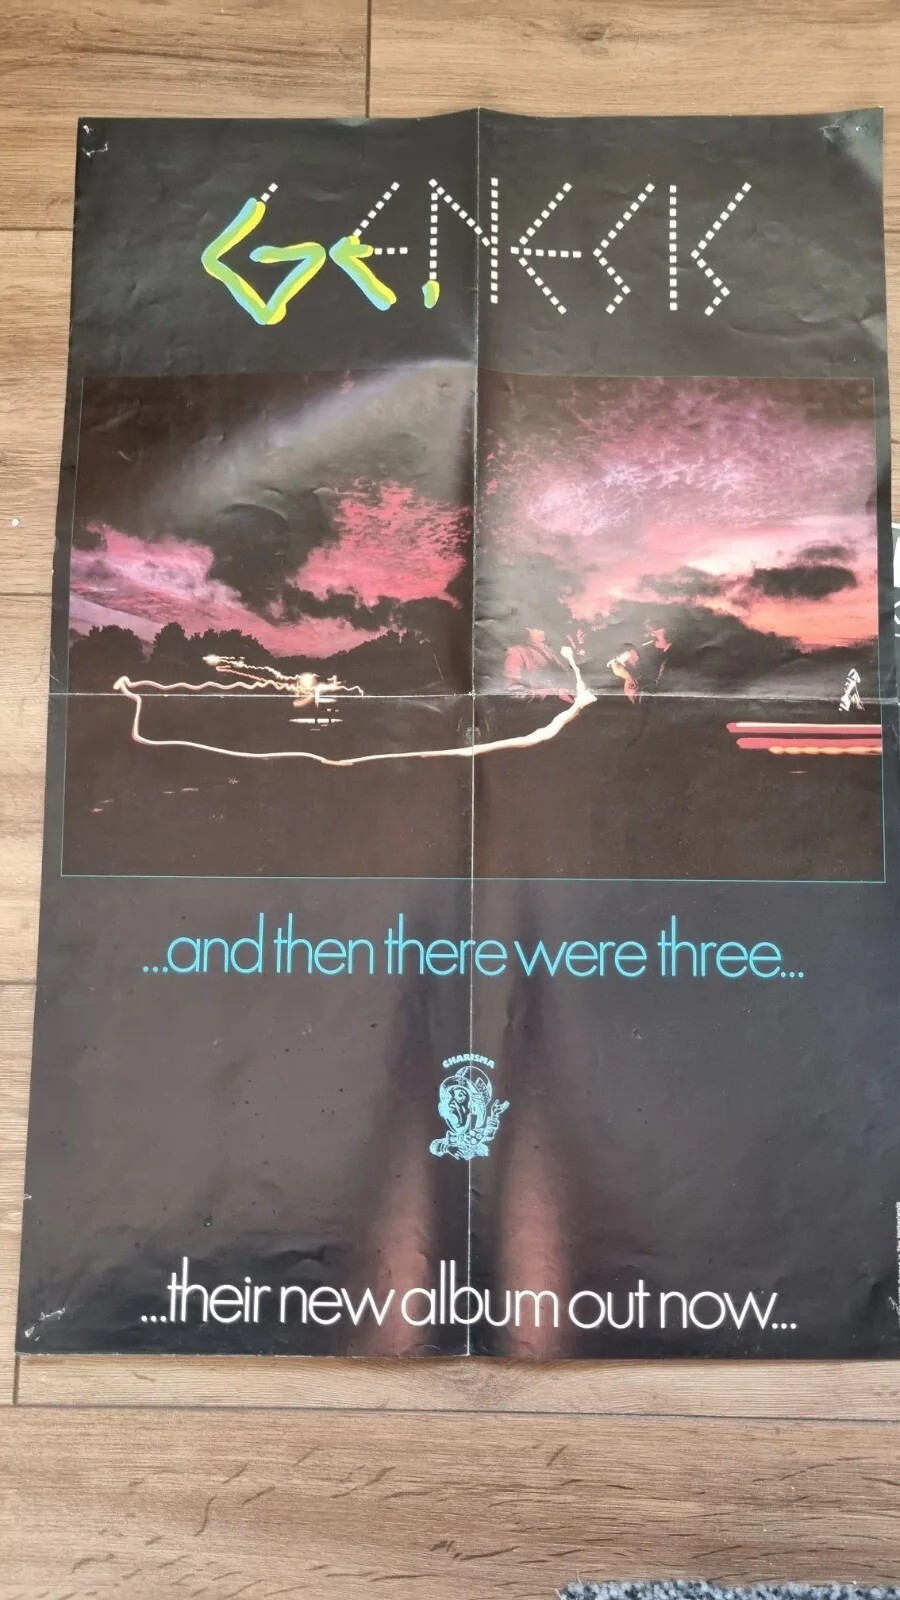 GENESIS
...and then there were three...
CHARISMA
...their new album out now...